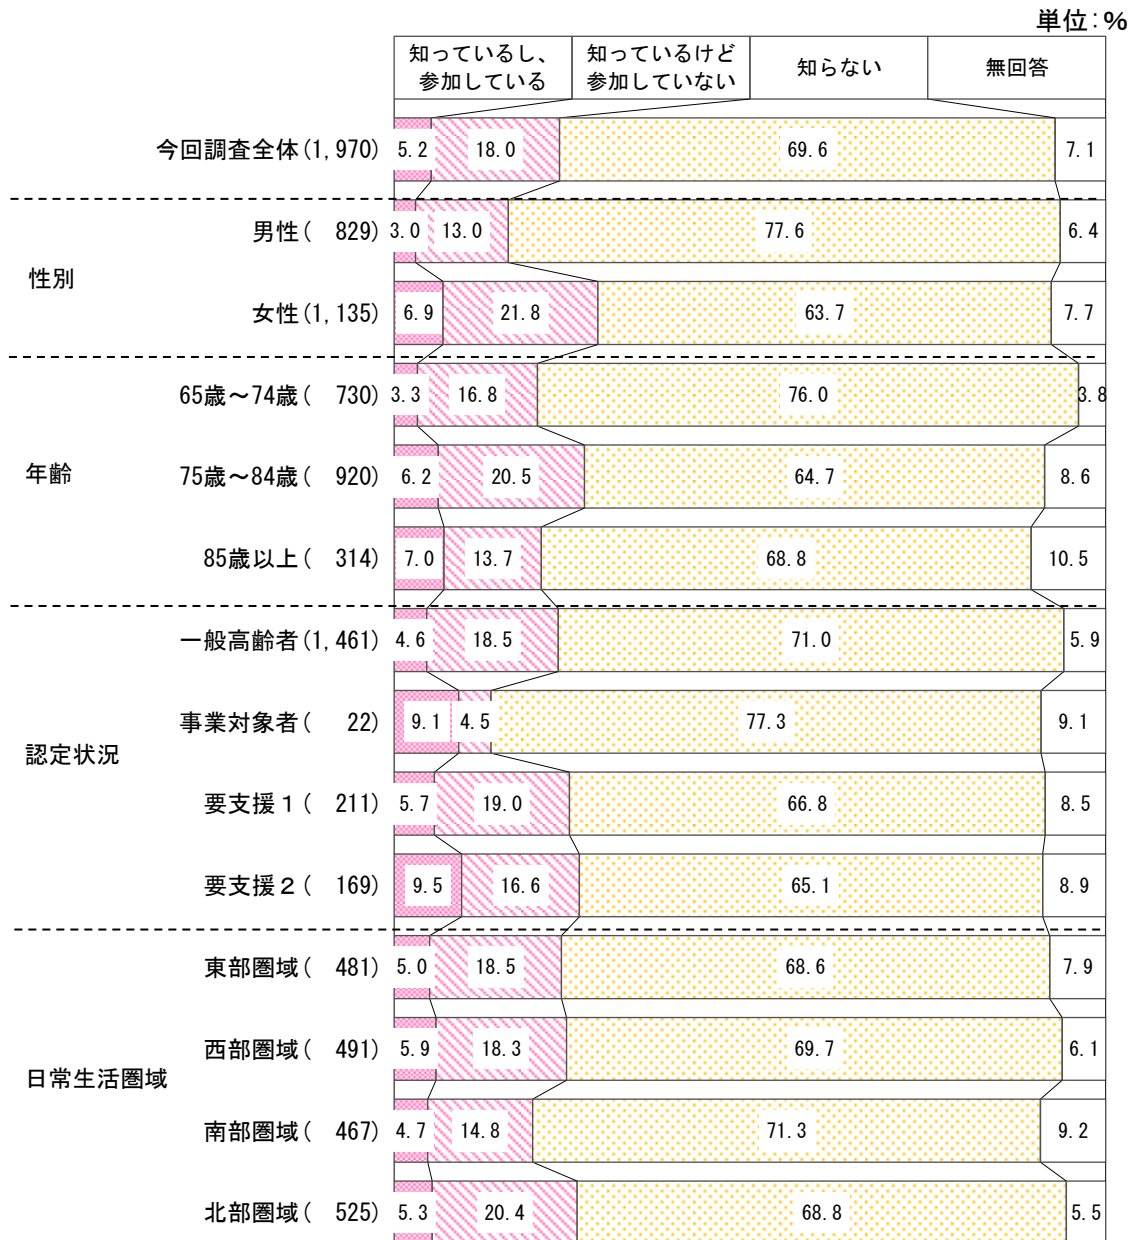 単位:%
知っているし、
参加している
知っているけど
参加していない
知らない
無回答
今回調査全体(1,970) 5.2 18.0 69.6 7.1
性別
男性( 829) 3.0 13.0 77.6 6.4
女性(1,135) 6.9 21.8 63.7 7.7
年齢
65歳～74歳( 730) 3.3 16.8 76.0 3.8
75歳～84歳( 920) 6.2 20.5 64.7 8.6
85歳以上( 314) 7.0 13.7 68.8 10.5
認定状況
一般高齢者(1,461) 4.6 18.5 71.0 5.9
事業対象者( 22) 9.1 4.5 77.3 9.1
要支援１( 211) 5.7 19.0 66.8 8.5
要支援２( 169) 9.5 16.6 65.1 8.9
日常生活圏域
東部圏域( 481) 5.0 18.5 68.6 7.9
西部圏域( 491) 5.9 18.3 69.7 6.1
南部圏域( 467) 4.7 14.8 71.3 9.2
北部圏域( 525) 5.3 20.4 68.8 5.5